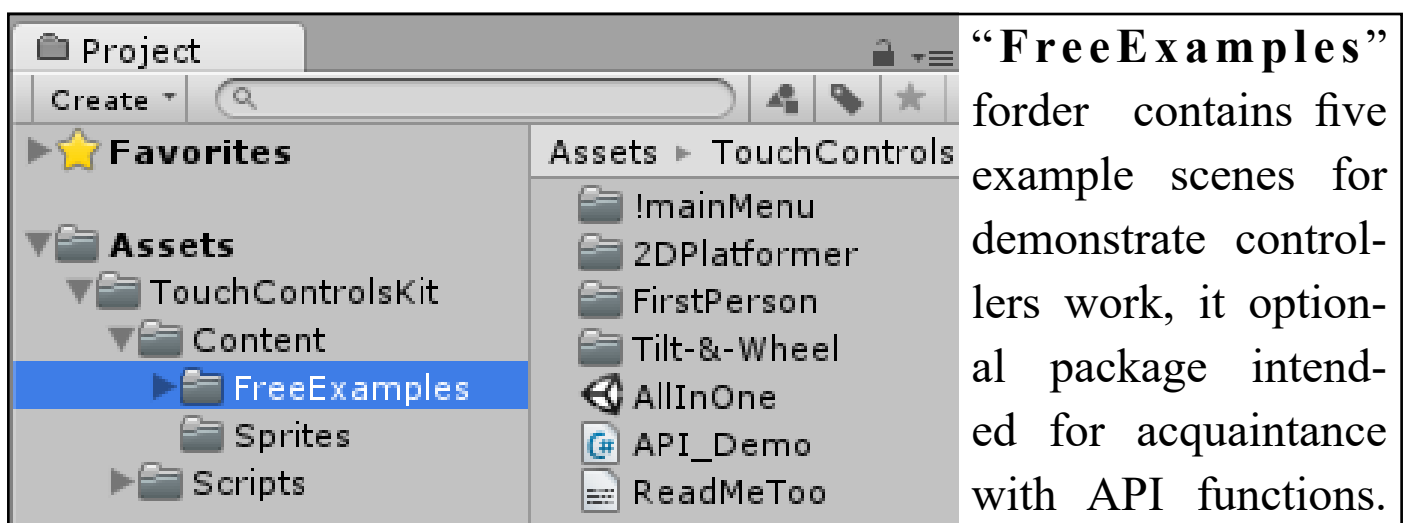 Project
Create
Favorites
Assets
TouchControlsKit
Content
FreeExamples
Sprites
Scripts
Assets ▸ TouchControls
!mainMenu
2DPlatformer
FirstPerson
Tilt-&-Wheel
AllInOne
API_Demo
ReadMeToo
“FreeExamples”
forder contains five
example scenes for
demonstrate control-
lers work, it option-
al package intend-
ed for acquaintance
with API functions.